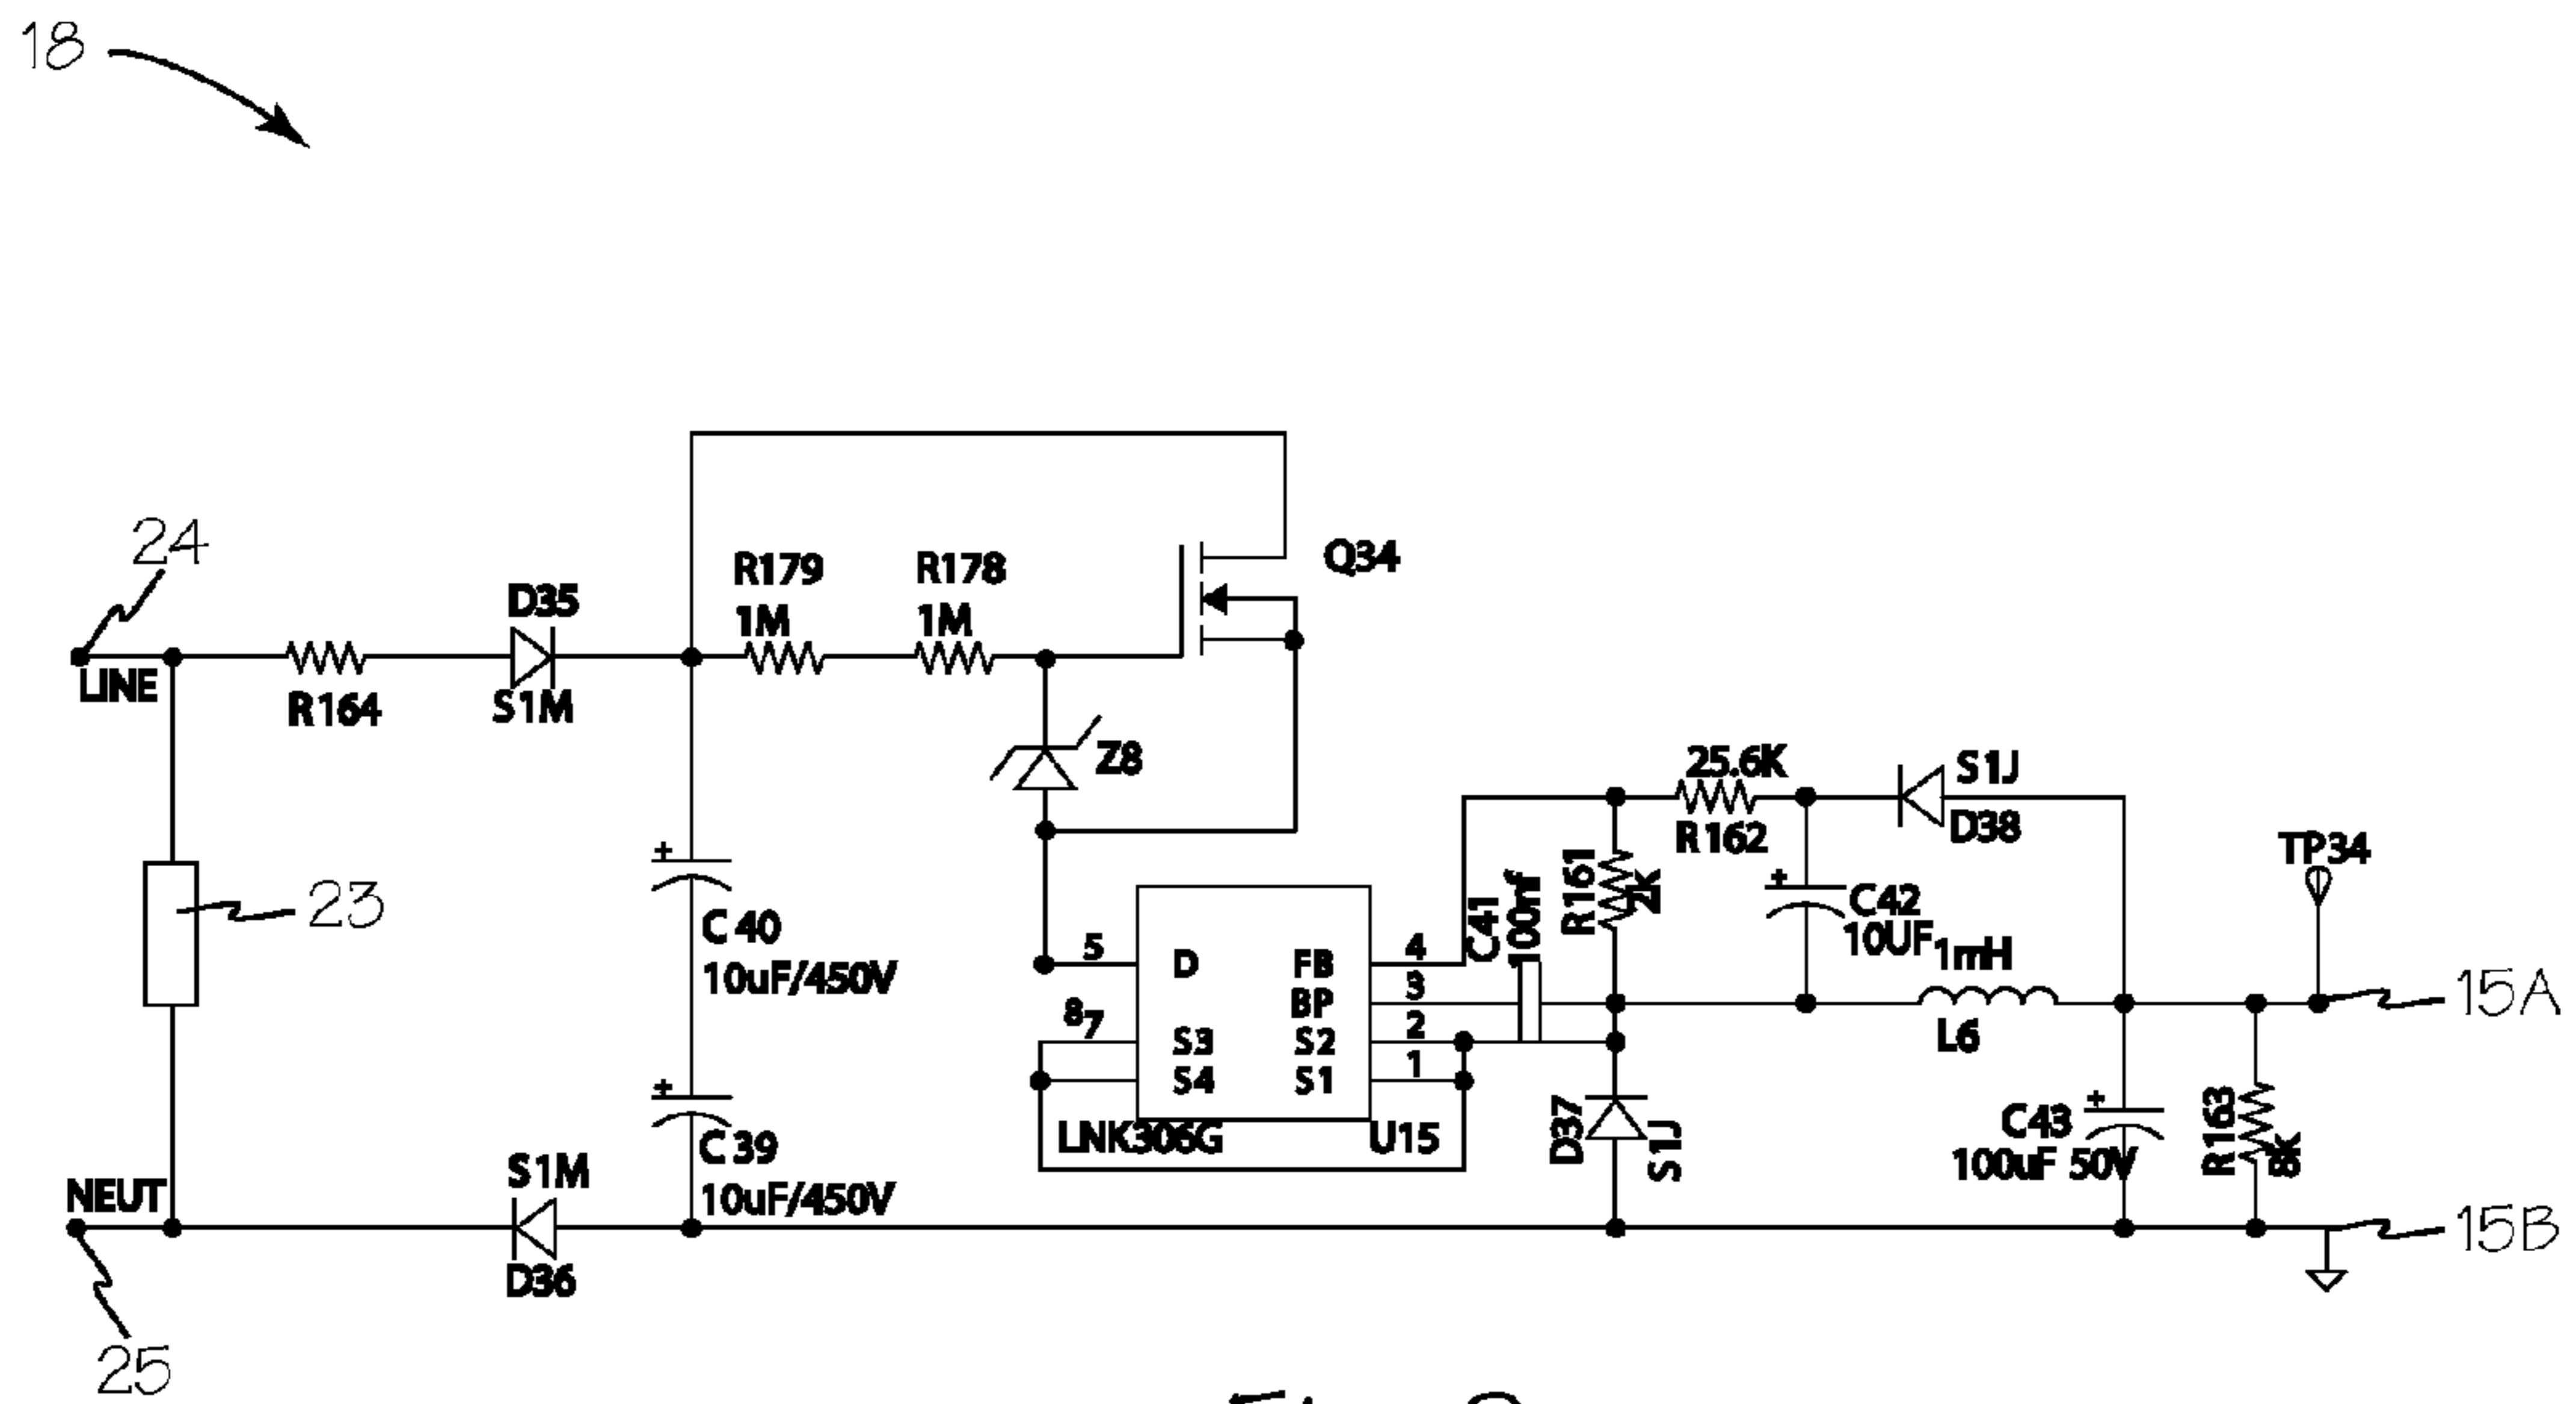 18
24
LINE
R164
D35
S1M
R179
1M
R178
1M
Q34
Z8
23
C40
10uF/450V
C39
10uF/450V
NEUT
25
S1M
D36
5
8
7
D
S3
S4
FB
BP
S2
S1
4
3
2
1
LNK306G
U15
C41
100nf
R161
2K
25.6K
R162
S1J
D38
C42
10UF
1mH
L6
D37
S1J
C43
100uF 50V
R163
8K
TP34
15A
15B